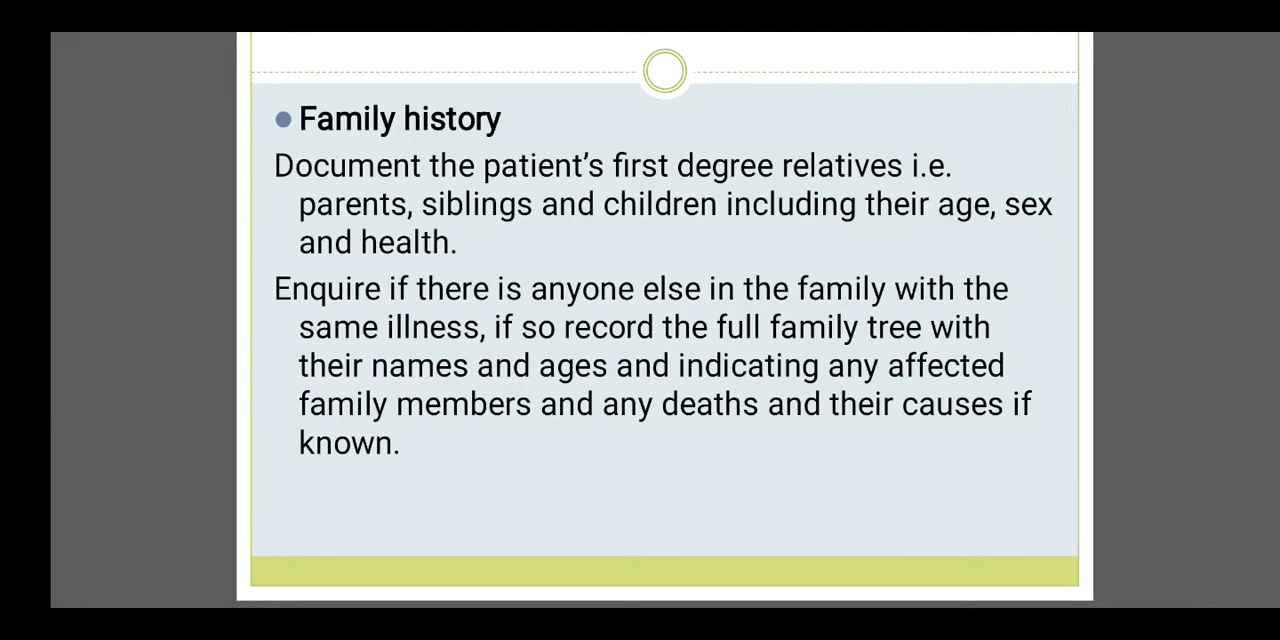 Family history
Document the patient’s first degree relatives i.e.
parents, siblings and children including their age, sex
and health.
Enquire if there is anyone else in the family with the
same illness, if so record the full family tree with
their names and ages and indicating any affected
family members and any deaths and their causes if
known.